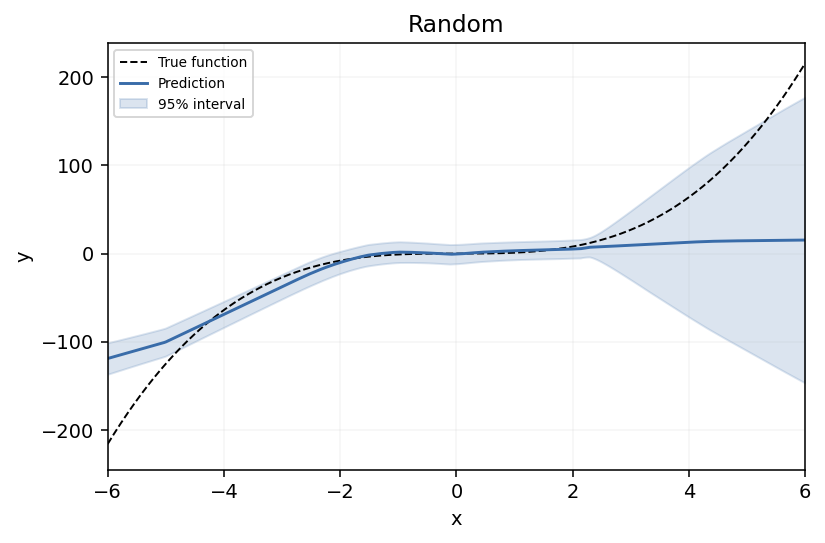 Random
True function
Prediction
95% interval
y
200
100
0
−100
−200
−6
−4
−2
0
2
4
6
x